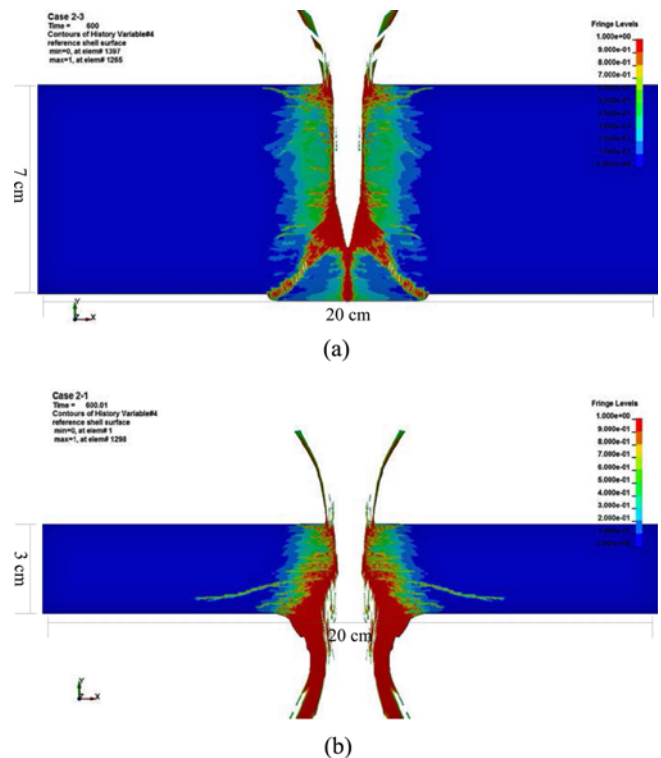 Case 2-3
Time = 600
Contours of History Variable#4
reference shell surface
min=0, at elem# 1397
max=1, at elem# 1265
Fringe Levels
1.000e+00
9.000e-01
8.000e-01
7.000e-01
7 cm
20 cm
Y
Z X
(a)
Case 2-1
Time = 600.01
Contours of History Variable#4
reference shell surface
min=0, at elem# 1
max=1, at elem# 1298
Fringe Levels
1.000e+00
9.000e-01
8.000e-01
7.000e-01
6.000e-01
5.000e-01
4.000e-01
3.000e-01
2.000e-01
3 cm
20 cm
Y
Z X
(b)